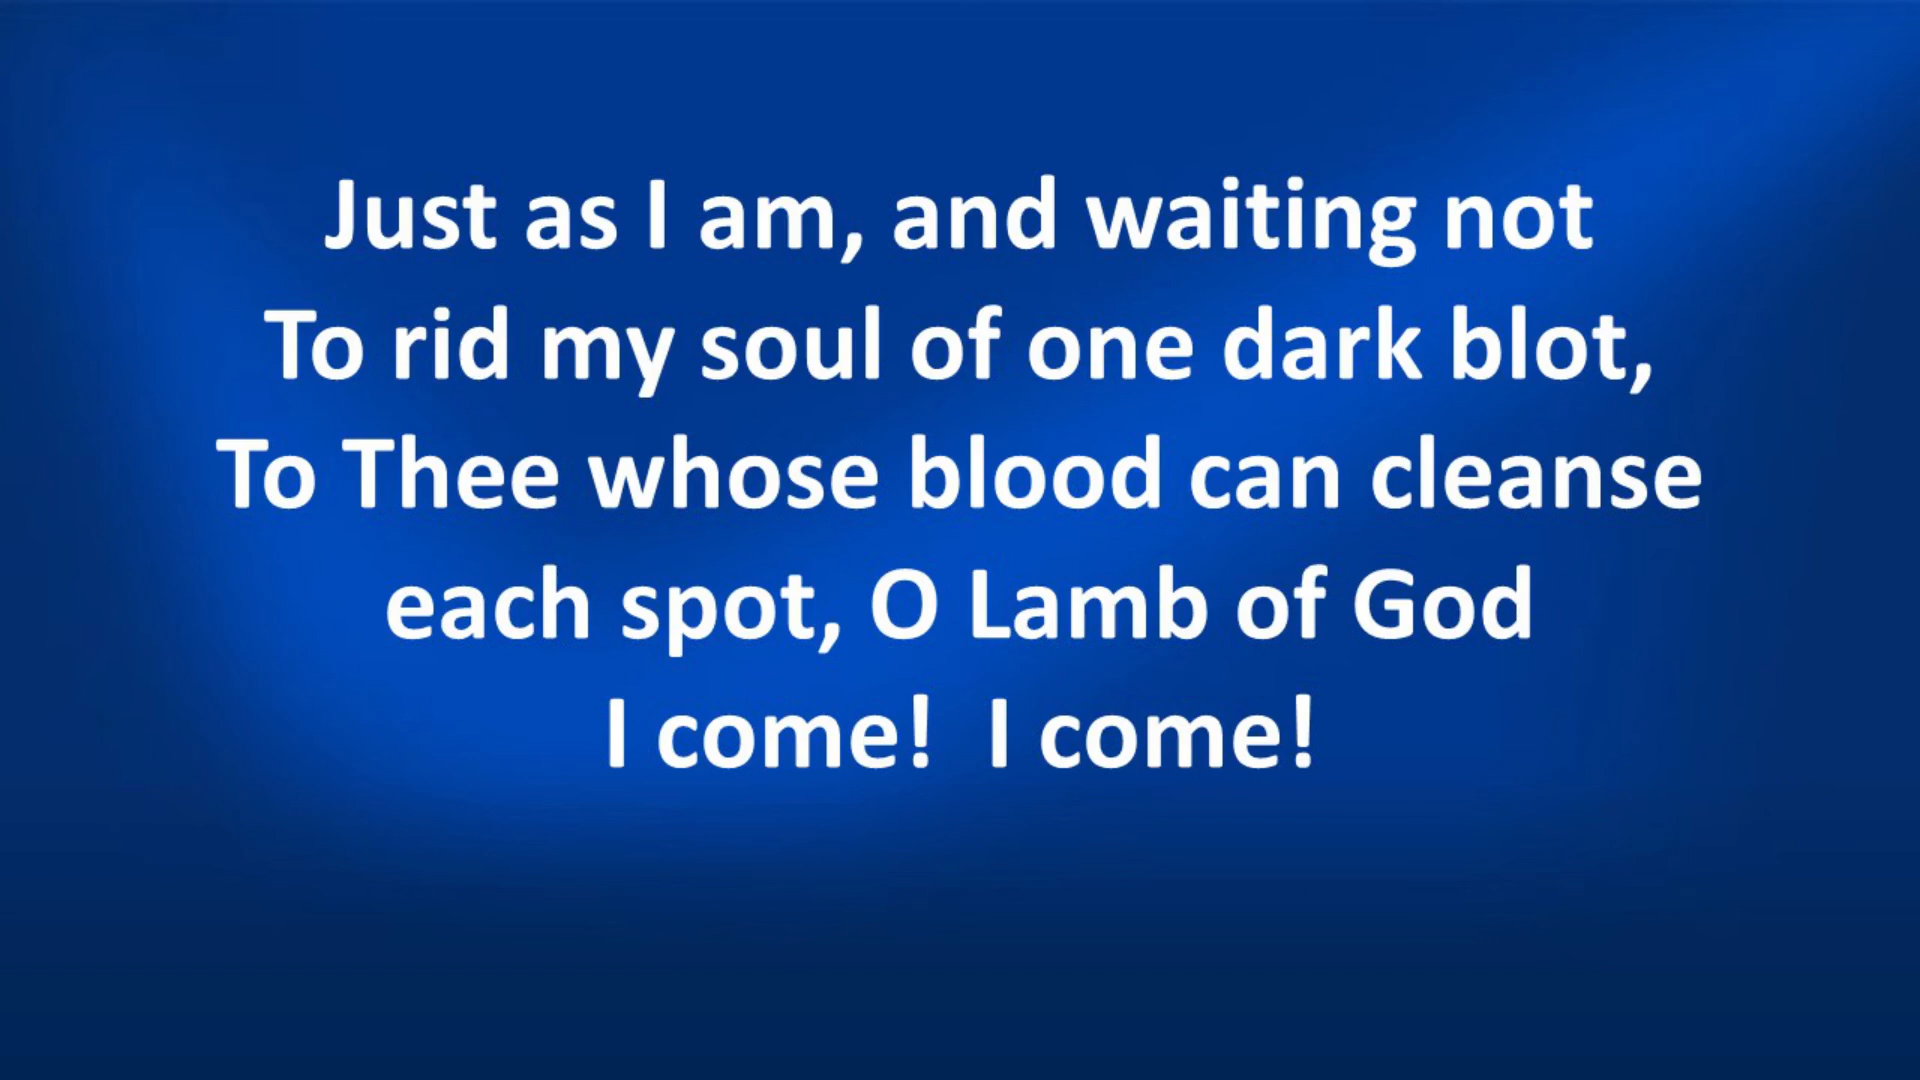 Just as I am, and waiting not
To rid my soul of one dark blot,
To Thee whose blood can cleanse
each spot, O Lamb of God
I come!  I come!